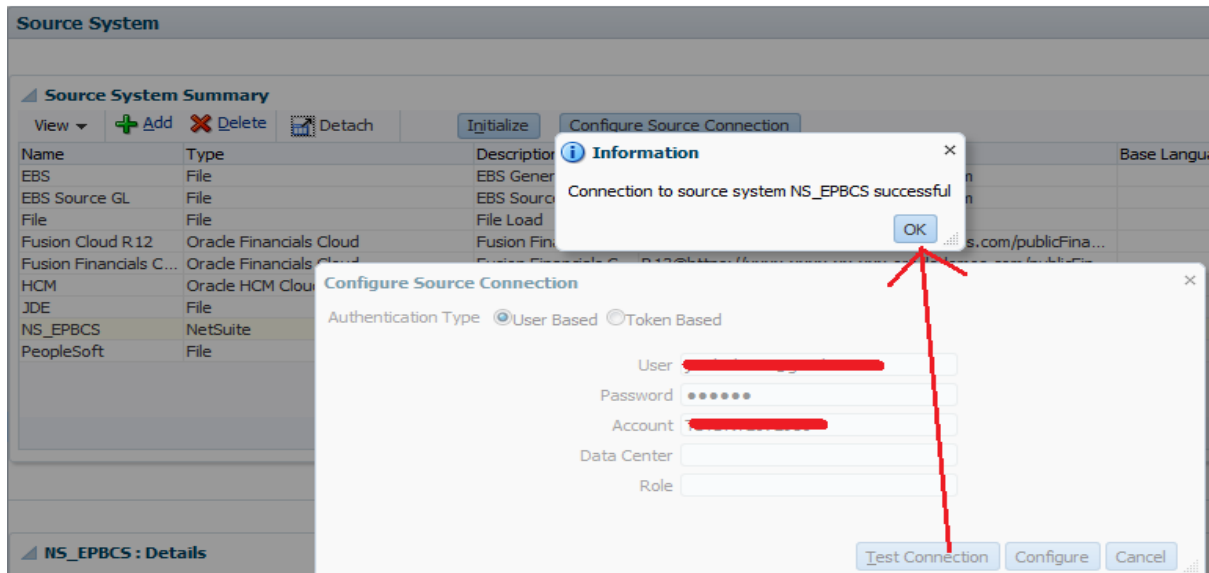 Source System
Source System Summary
View Add Delete Detach Initialize Configure Source Connection
Name Type Description Base Langu
EBS File EBS Gener
EBS Source GL File EBS Sourc
File File File Load
Fusion Cloud R12 Oracle Financials Cloud Fusion Fin s.com/publicFina...
Fusion Financials C... Oracle Financials Cloud
HCM Oracle HCM Clou
JDE File
NS_EPBCS NetSuite
PeopleSoft File
Information
Connection to source system NS_EPBCS successful
OK
Configure Source Connection
Authentication Type User Based Token Based
User
Password ••••••
Account
Data Center
Role
Test Connection Configure Cancel
NS_EPBCS : Details